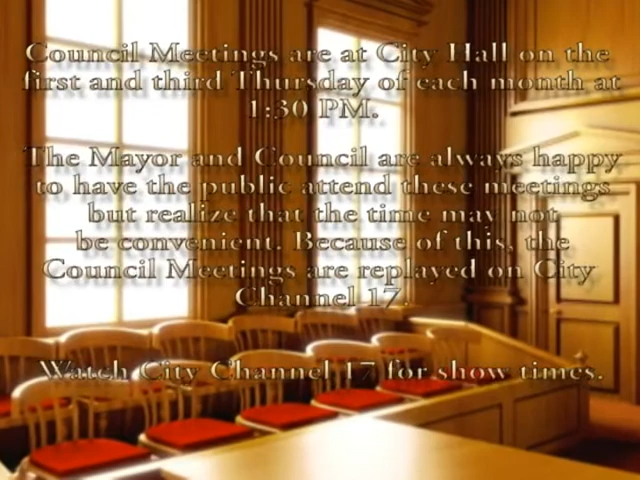 Council Meetings are at City Hall on the
first and third Thursday of each month at
1:30 PM.
The Mayor and Council are always happy
to have the public attend these meetings
but realize that the time may not
be convenient. Because of this, the
Council Meetings are replayed on City
Channel 17.
Watch City Channel 17 for show times.